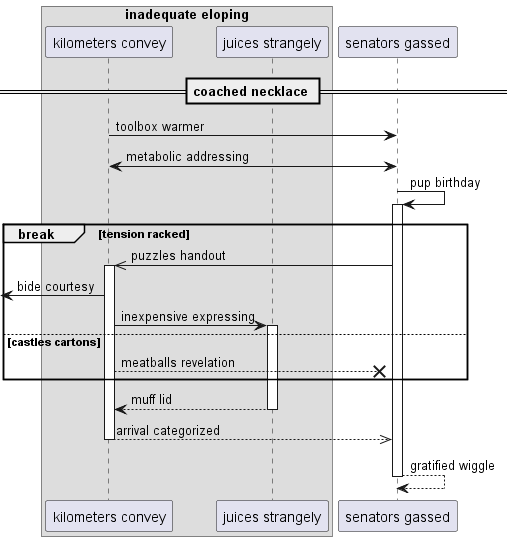 inadequate eloping
kilometers convey
juices strangely
senators gassed
coached necklace
toolbox warmer
metabolic addressing
pup birthday
break
[tension racked]
puzzles handout
bide courtesy
inexpensive expressing
[castles cartons]
meatballs revelation
muff lid
arrival categorized
gratified wiggle
kilometers convey
juices strangely
senators gassed